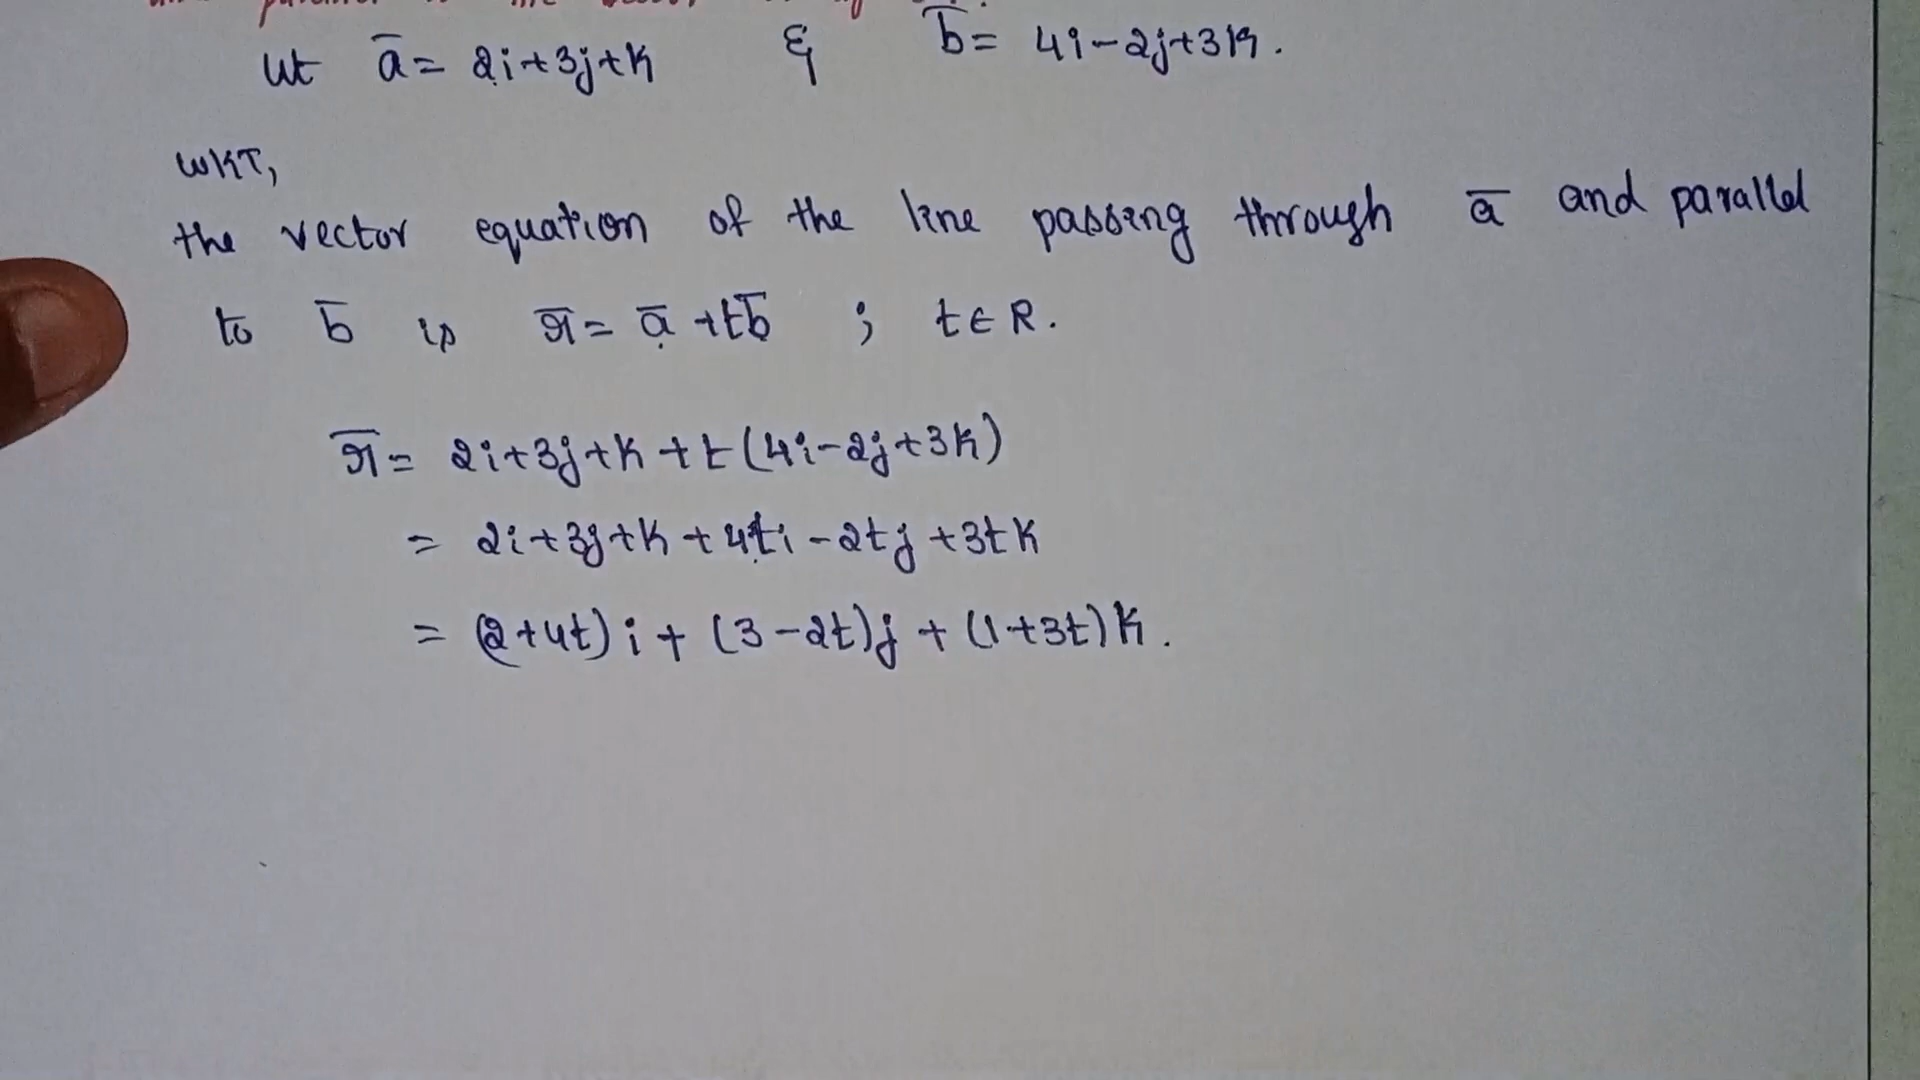 Let a̅ = 2i+3j+k & b̅ = 4i-2j+3k.
WKT,
the vector equation of the line passing through a̅ and parallel
to b̅ is r̅ = a̅ + tb̅ ; t∈R.
r̅ = 2i+3j+k+t(4i-2j+3k)
= 2i+3j+k+4ti-2tj+3tk
= (2+4t)i+(3-2t)j+(1+3t)k.